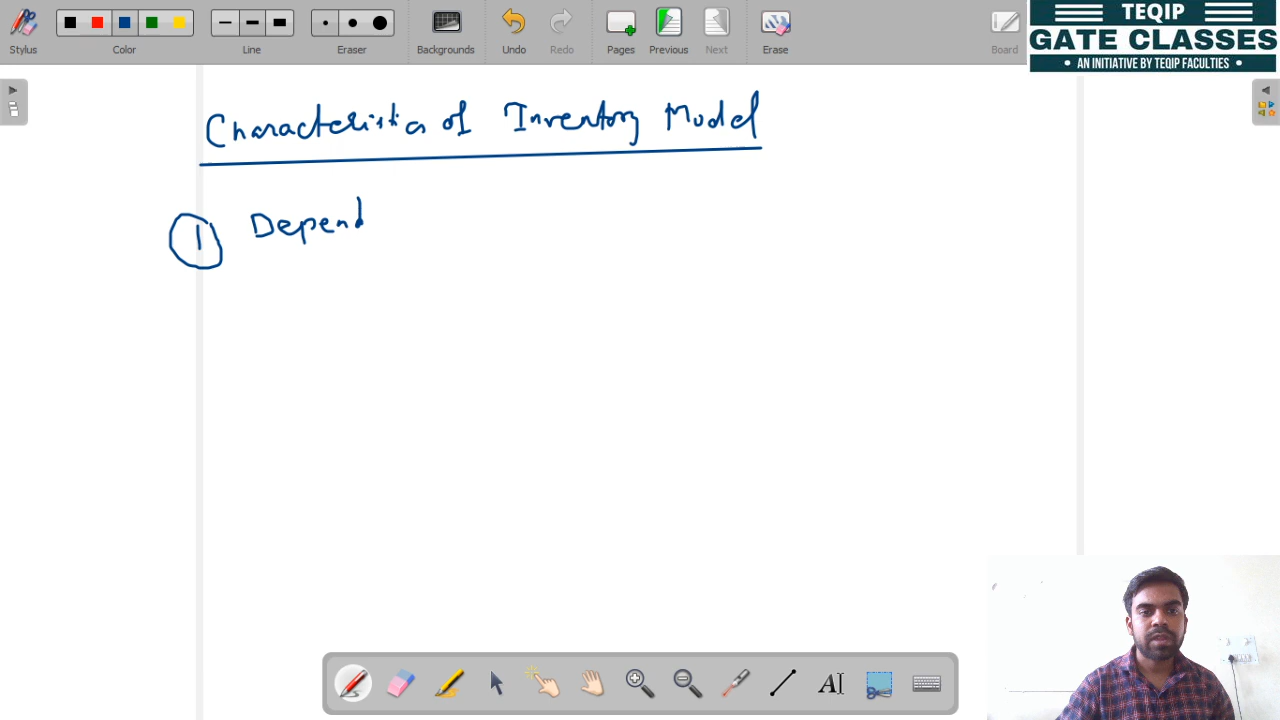 Stylus
Color
Line
Eraser
Backgrounds
Undo
Redo
Pages
Previous
Next
Erase
Board
TEQIP
GATE CLASSES
• AN INITIATIVE BY TEQIP FACULTIES •
Characteristics of Inventory Model
1 Depend